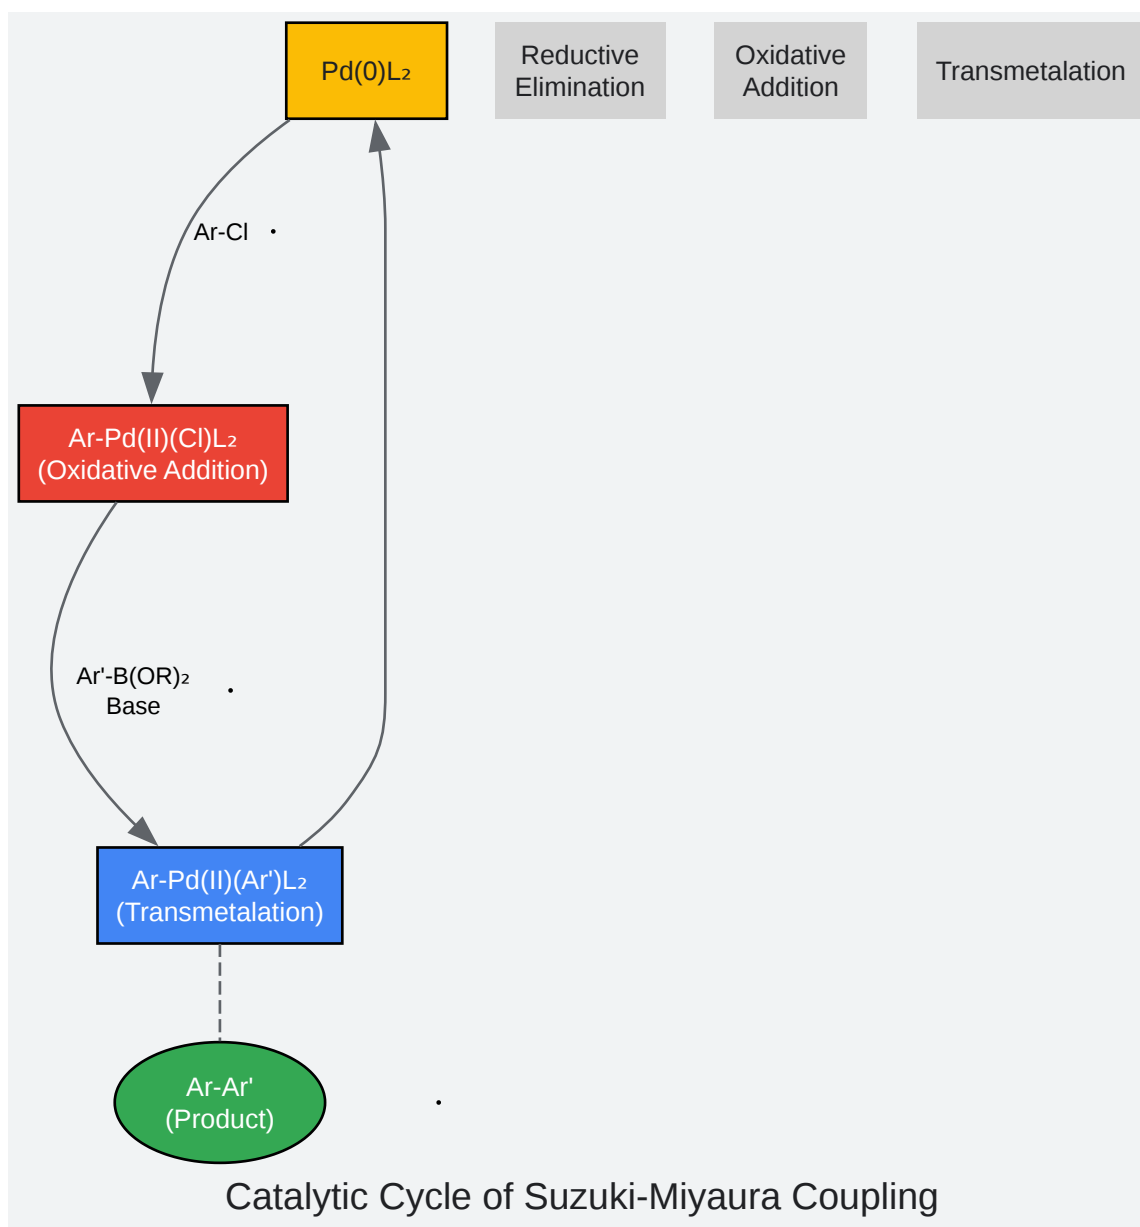 Pd(0)L₂
Reductive
Elimination
Oxidative
Addition
Transmetalation
Ar-Cl
Ar-Pd(II)(Cl)L₂
(Oxidative Addition)
Ar'-B(OR)₂
Base
Ar-Pd(II)(Ar')L₂
(Transmetalation)
Ar-Ar'
(Product)
Catalytic Cycle of Suzuki-Miyaura Coupling